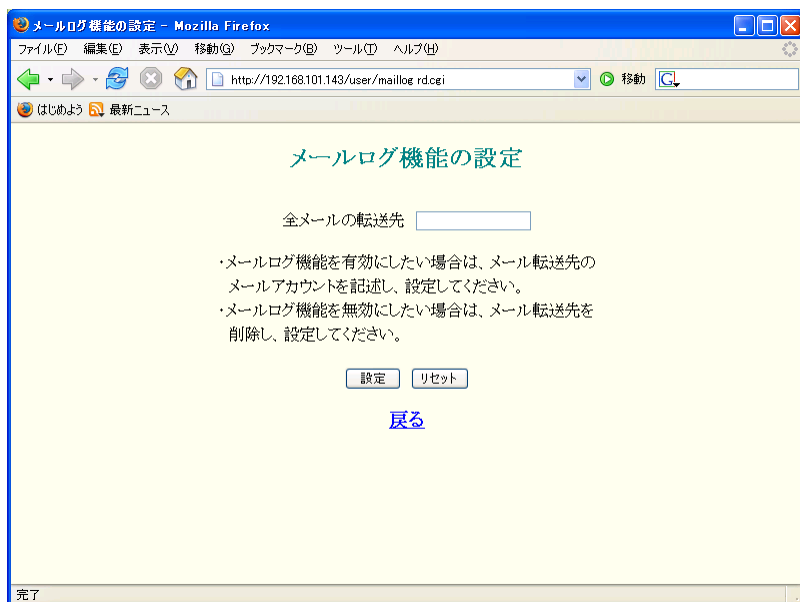 メールログ機能の設定 - Mozilla Firefox
ファイル(F) 編集(E) 表示(V) 移動(G) ブックマーク(B) ツール(T) ヘルプ(H)
http://192.168.101.143/user/maillog_rd.cgi 移動 G
はじめよう 最新ニュース
メールログ機能の設定
全メールの転送先
・メールログ機能を有効にしたい場合は、メール転送先の
メールアカウントを記述し、設定してください。
・メールログ機能を無効にしたい場合は、メール転送先を
削除し、設定してください。
設定 リセット
戻る
完了